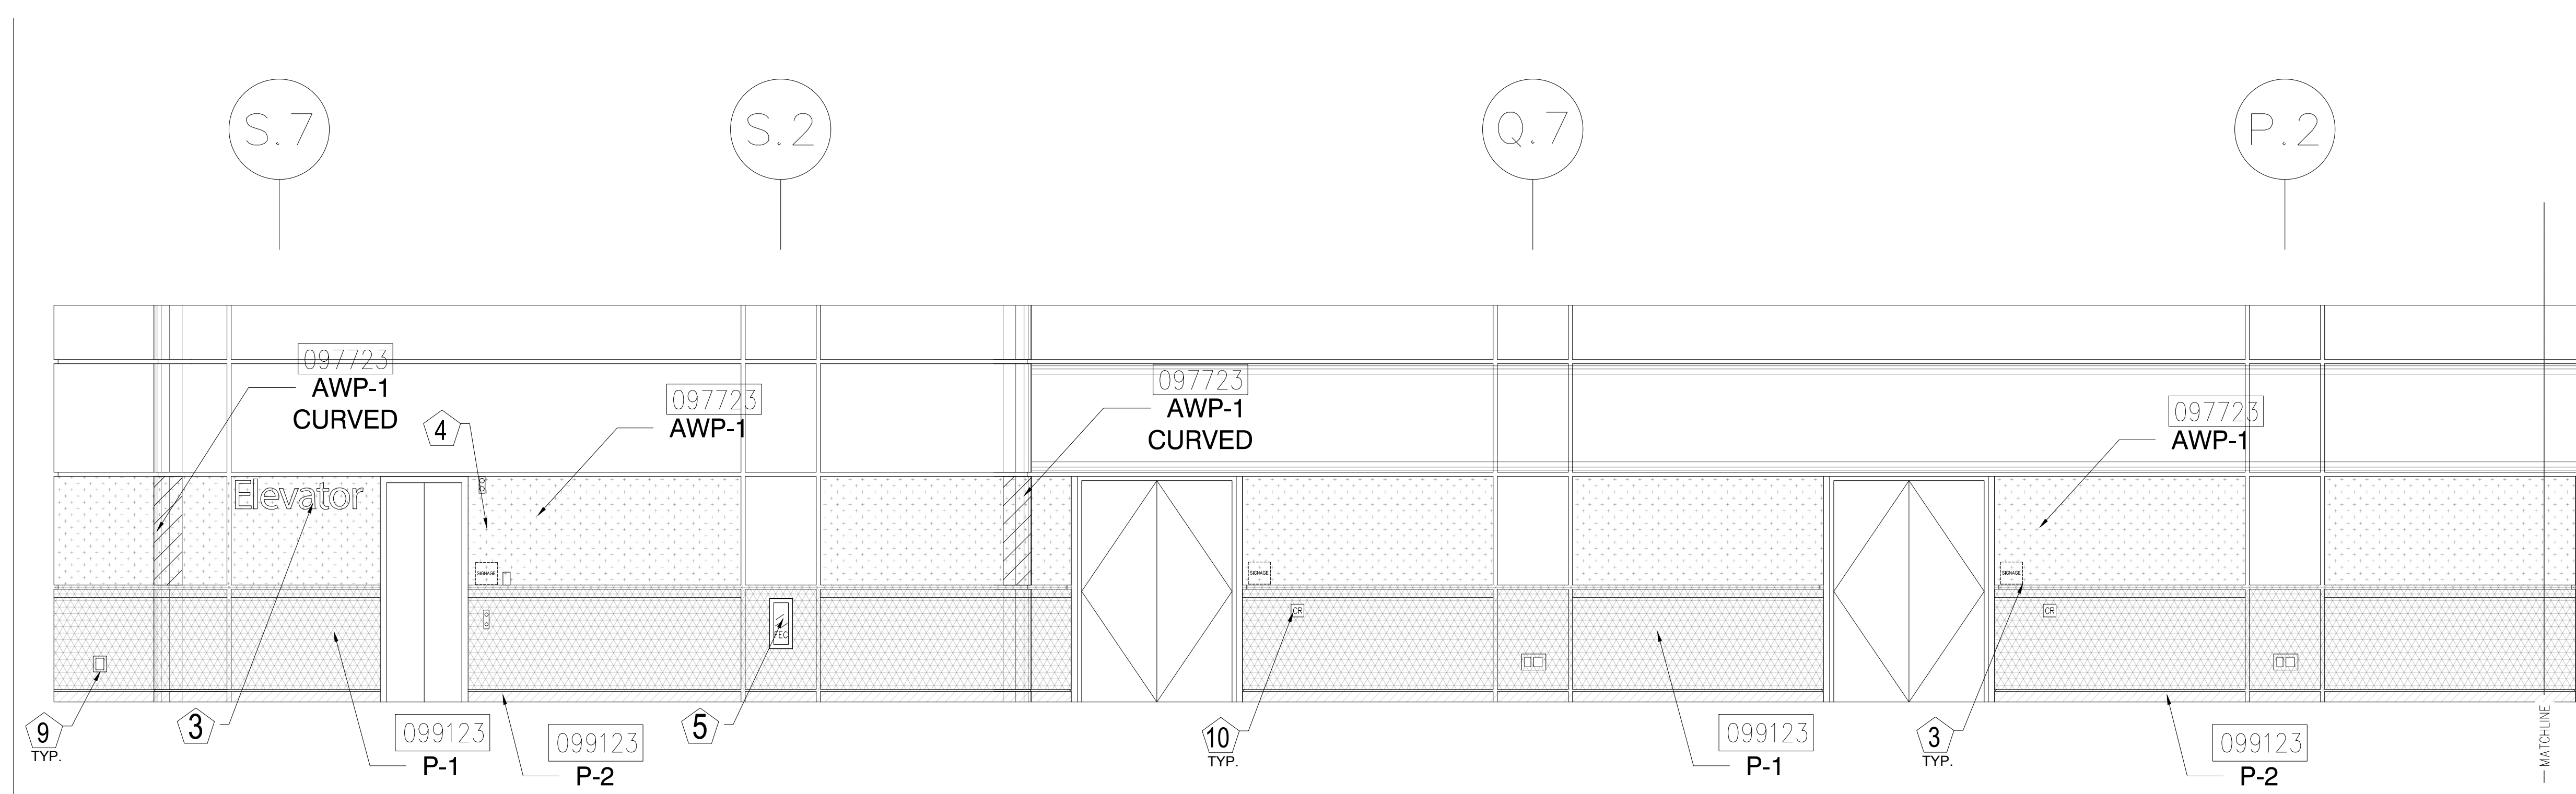 S.7
S.2
Q.7
P.2
097723
AWP-1
CURVED
4
097723
AWP-1
097723
AWP-1
CURVED
097723
AWP-1
Elevator
SIGNAGE
SIGNAGE
SIGNAGE
FEC
CR
CR
9
TYP.
3
099123
P-1
099123
P-2
5
10
TYP.
099123
P-1
3
TYP.
099123
P-2
MATCHLINE